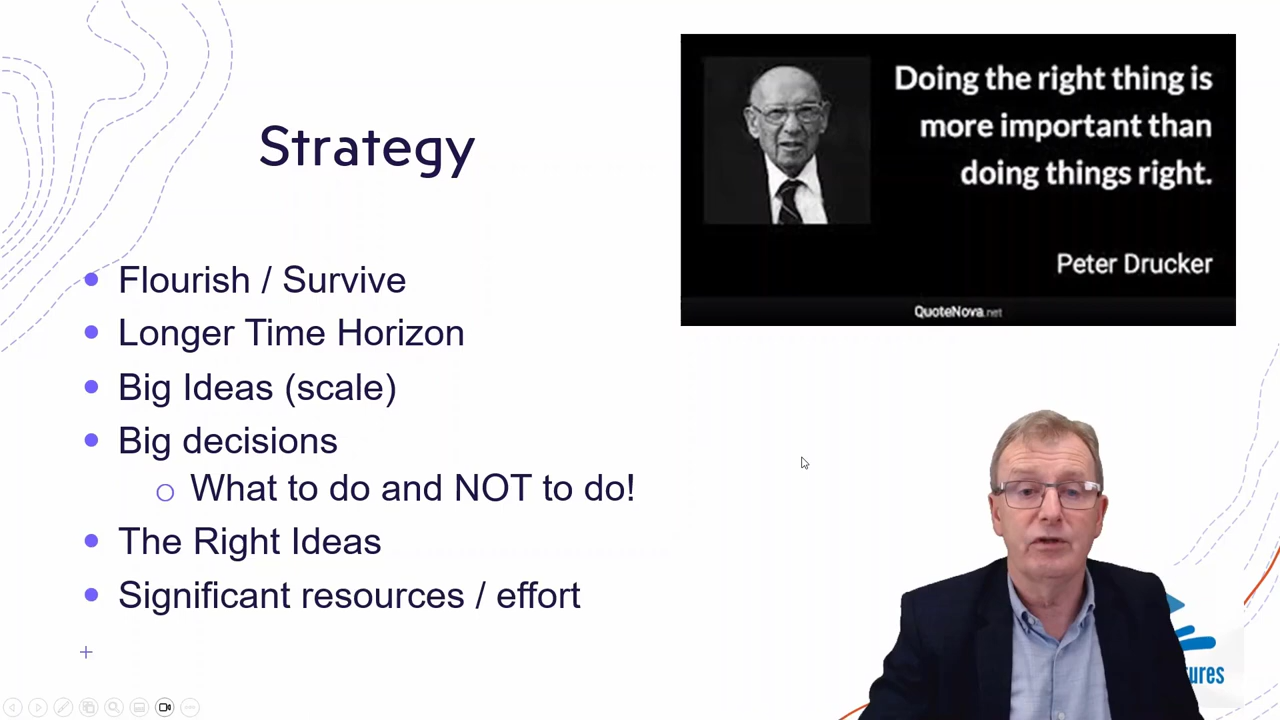 Strategy
Flourish / Survive
Longer Time Horizon
Big Ideas (scale)
Big decisions
What to do and NOT to do!
The Right Ideas
Significant resources / effort
Doing the right thing is
more important than
doing things right.
Peter Drucker
QuoteNova.net